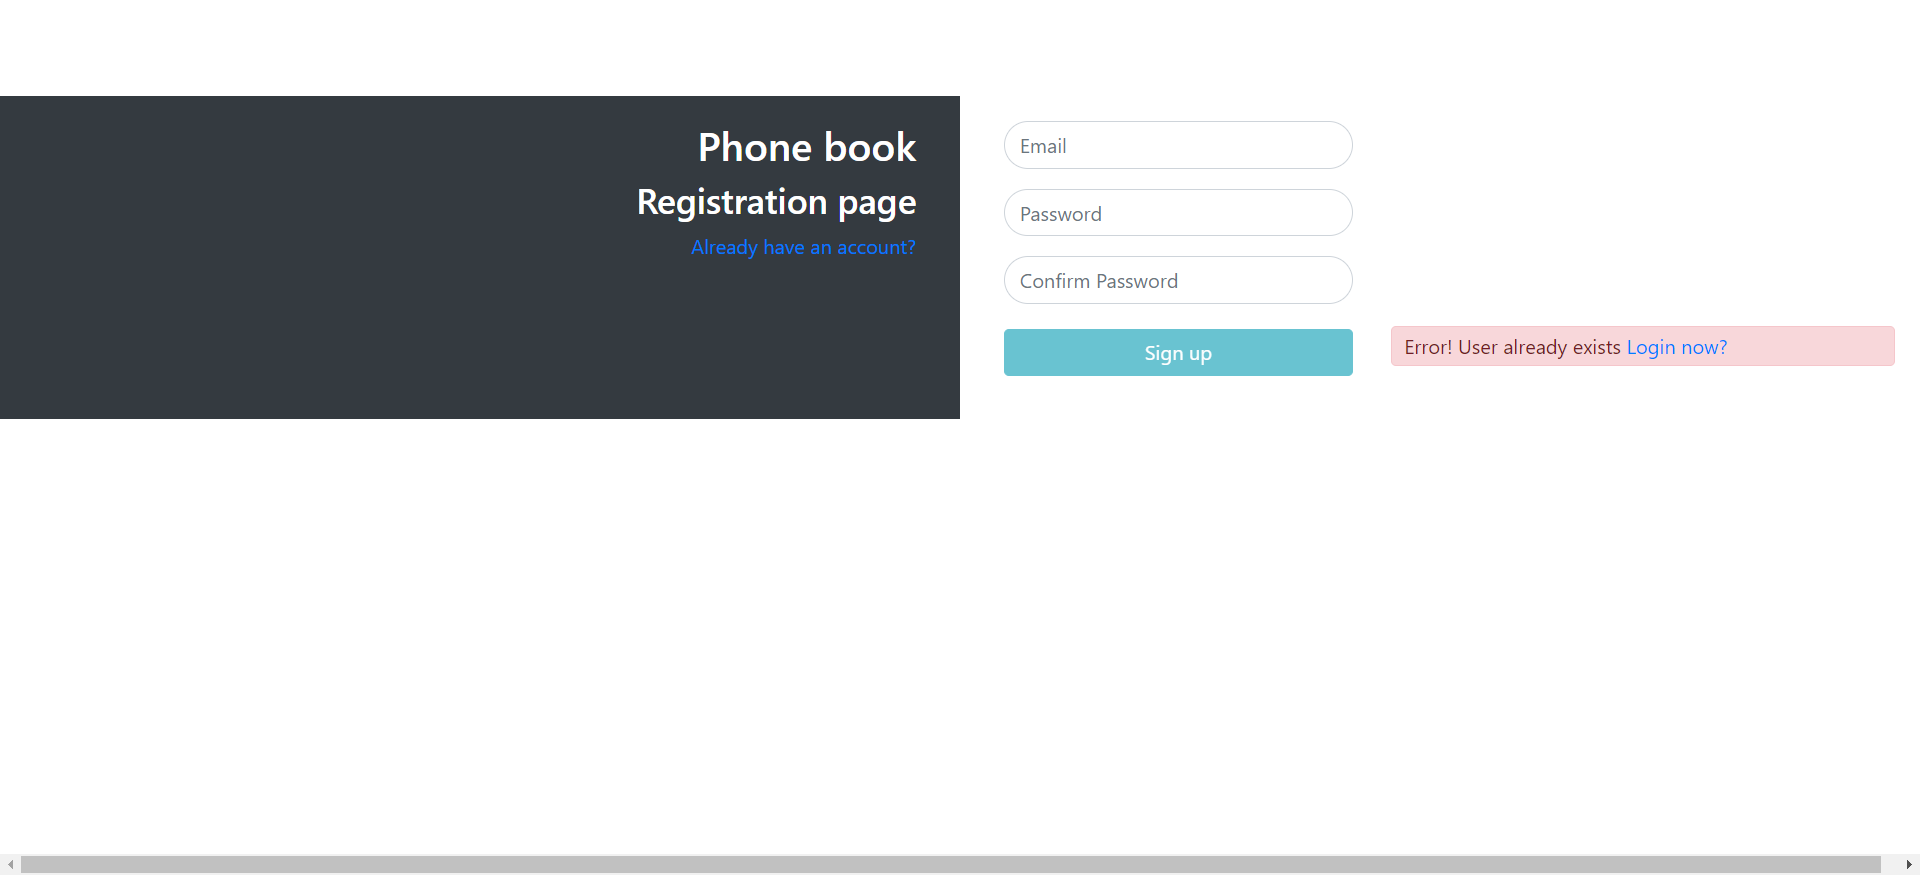 Phone book
Registration page
Already have an account?
Email
Password
Confirm Password
Sign up
Error! User already exists Login now?